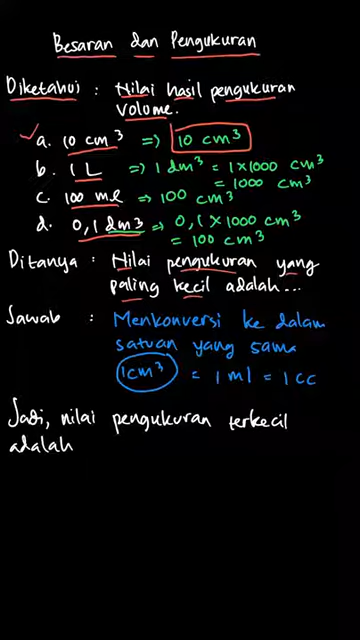 Besaran dan Pengukuran
Diketahui : Nilai hasil pengukuran
volume.
a. 10 cm³ => 10 cm³
b. 1 L => 1 dm³ = 1 x 1000 cm³
= 1000 cm³
c. 100 ml => 100 cm³
d. 0,1 dm³ => 0,1 x 1000 cm³
= 100 cm³
Ditanya : Nilai pengukuran yang
paling kecil adalah...
Jawab : Menkonversi ke dalam
satuan yang sama
1 cm³ = 1 ml = 1 cc
Jadi, nilai pengukuran terkecil
adalah